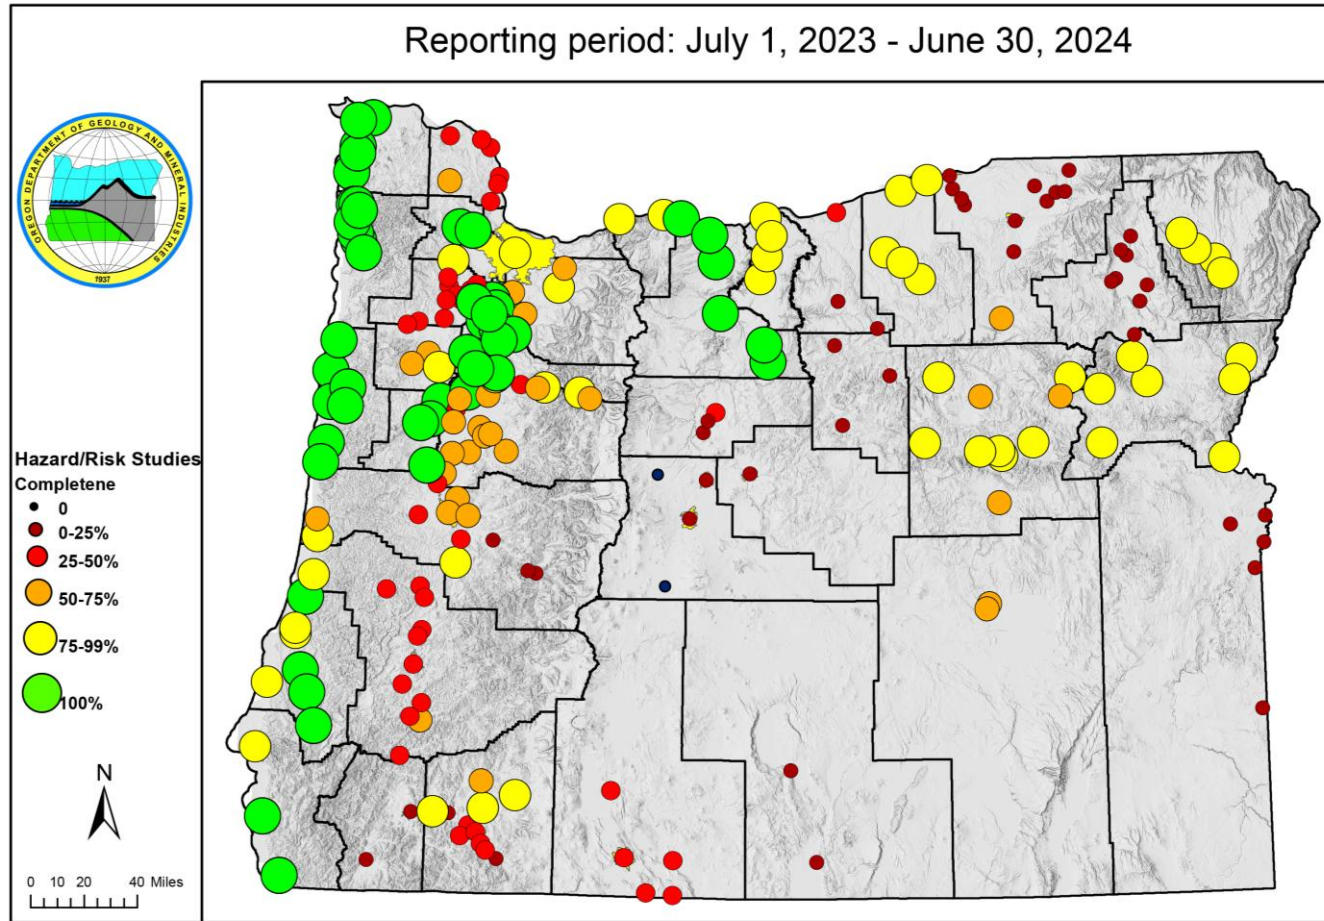 Reporting period: July 1, 2023 - June 30, 2024
OREGON DEPARTMENT OF GEOLOGY AND MINERAL INDUSTRIES
1937
Hazard/Risk Studies
Completene
0
0-25%
25-50%
50-75%
75-99%
100%
N
0 10 20 40 Miles